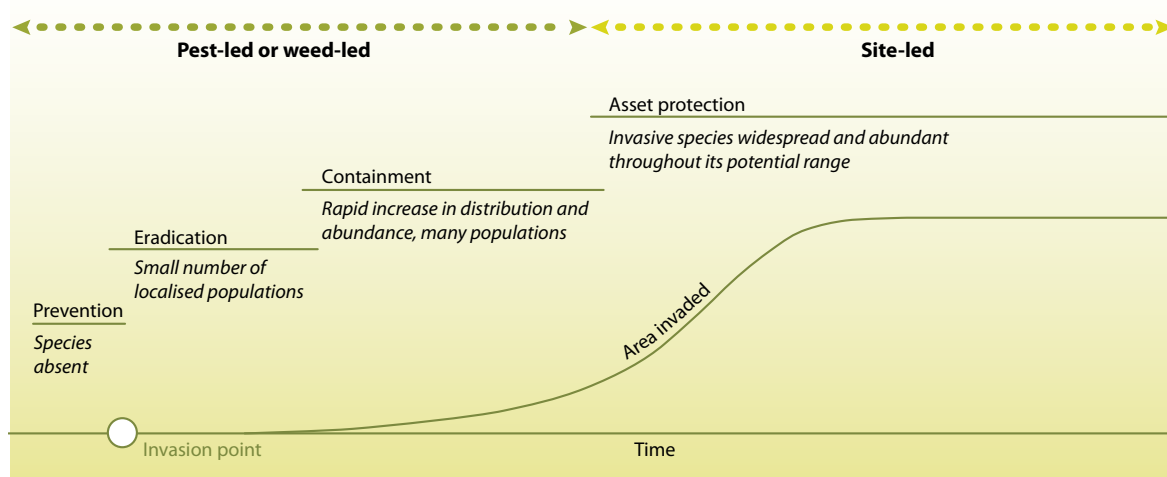 Pest-led or weed-led
Site-led
Asset protection
Invasive species widespread and abundant
throughout its potential range
Containment
Rapid increase in distribution and
abundance, many populations
Eradication
Small number of
localised populations
Prevention
Species
absent
Area invaded
Invasion point
Time